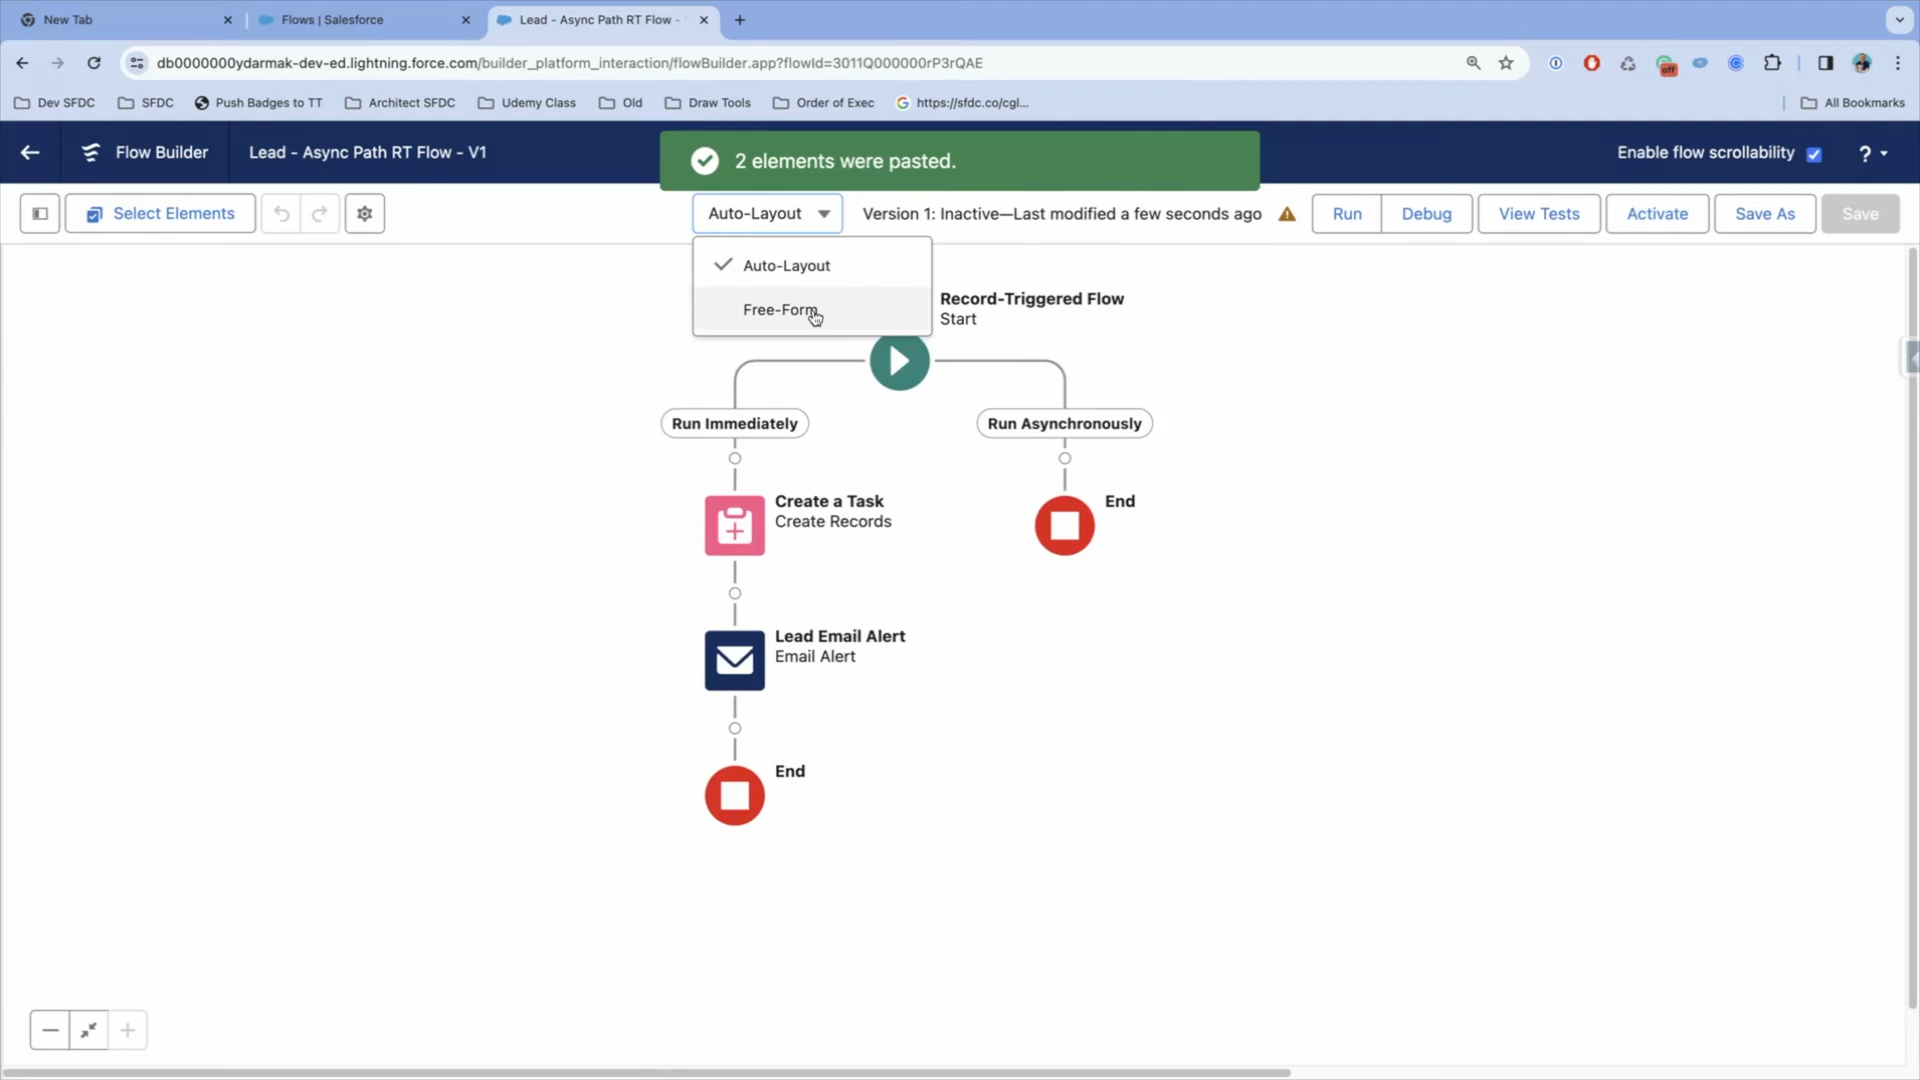 New Tab
Flows | Salesforce
Lead - Async Path RT Flow -
db0000000ydarmak-dev-ed.lightning.force.com/builder_platform_interaction/flowBuilder.app?flowId=3011Q000000rP3rQAE
off
Dev SFDC
SFDC
Push Badges to TT
Architect SFDC
Udemy Class
Old
Draw Tools
Order of Exec
https://sfdc.co/cgl...
All Bookmarks
Flow Builder
Lead - Async Path RT Flow - V1
2 elements were pasted.
Enable flow scrollability
?
Select Elements
Auto-Layout
Version 1: Inactive—Last modified a few seconds ago
Run
Debug
View Tests
Activate
Save As
Save
Auto-Layout
Free-Form
Record-Triggered Flow
Start
Run Immediately
Run Asynchronously
Create a Task
Create Records
End
Lead Email Alert
Email Alert
End